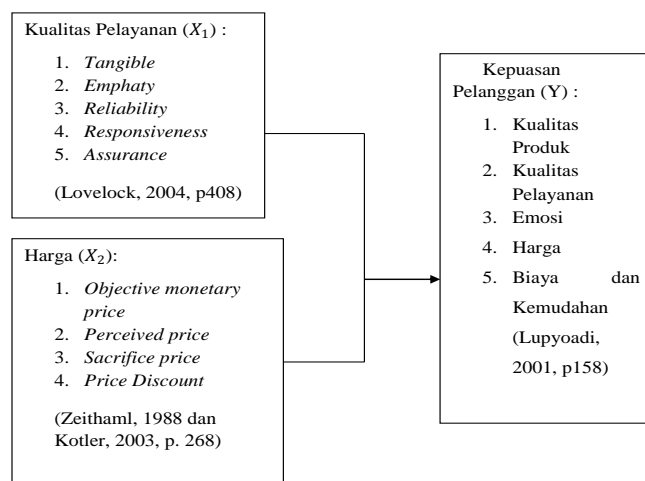 Kualitas Pelayanan (X₁) :
1. Tangible
2. Emphaty
3. Reliability
4. Responsiveness
5. Assurance
(Lovelock, 2004, p408)
Harga (X₂):
1. Objective monetary
price
2. Perceived price
3. Sacrifice price
4. Price Discount
(Zeithaml, 1988 dan
Kotler, 2003, p. 268)
Kepuasan
Pelanggan (Y) :
1. Kualitas
Produk
2. Kualitas
Pelayanan
3. Emosi
4. Harga
5. Biaya dan
Kemudahan
(Lupyoadi,
2001, p158)